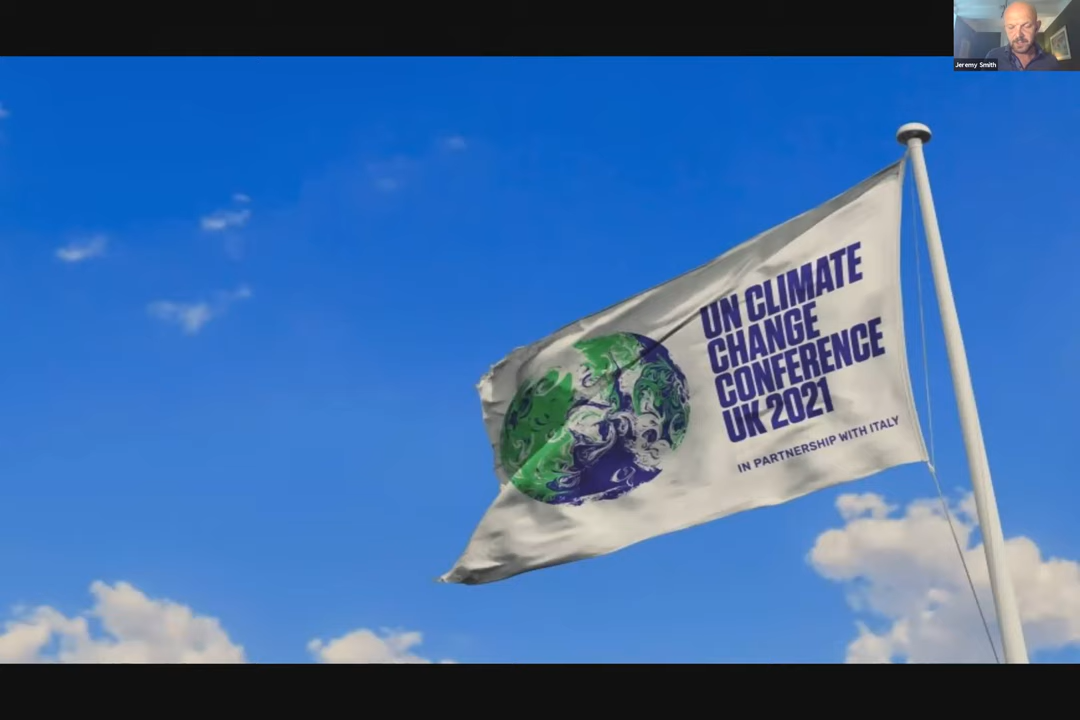 Jeremy Smith
UN CLIMATE
CHANGE
CONFERENCE
UK 2021
IN PARTNERSHIP WITH ITALY